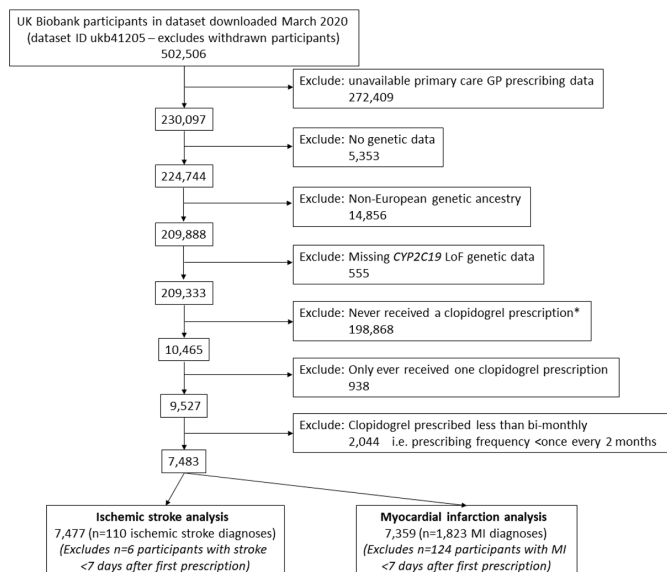 UK Biobank participants in dataset downloaded March 2020
(dataset ID ukb41205 – excludes withdrawn participants)
502,506
Exclude: unavailable primary care GP prescribing data
272,409
230,097
Exclude: No genetic data
5,353
224,744
Exclude: Non-European genetic ancestry
14,856
209,888
Exclude: Missing CYP2C19 LoF genetic data
555
209,333
Exclude: Never received a clopidogrel prescription*
198,868
10,465
Exclude: Only ever received one clopidogrel prescription
938
9,527
Exclude: Clopidogrel prescribed less than bi-monthly
2,044 i.e. prescribing frequency <once every 2 months
7,483
Ischemic stroke analysis
7,477 (n=110 ischemic stroke diagnoses)
(Excludes n=6 participants with stroke
<7 days after first prescription)
Myocardial infarction analysis
7,359 (n=1,823 MI diagnoses)
(Excludes n=124 participants with MI
<7 days after first prescription)